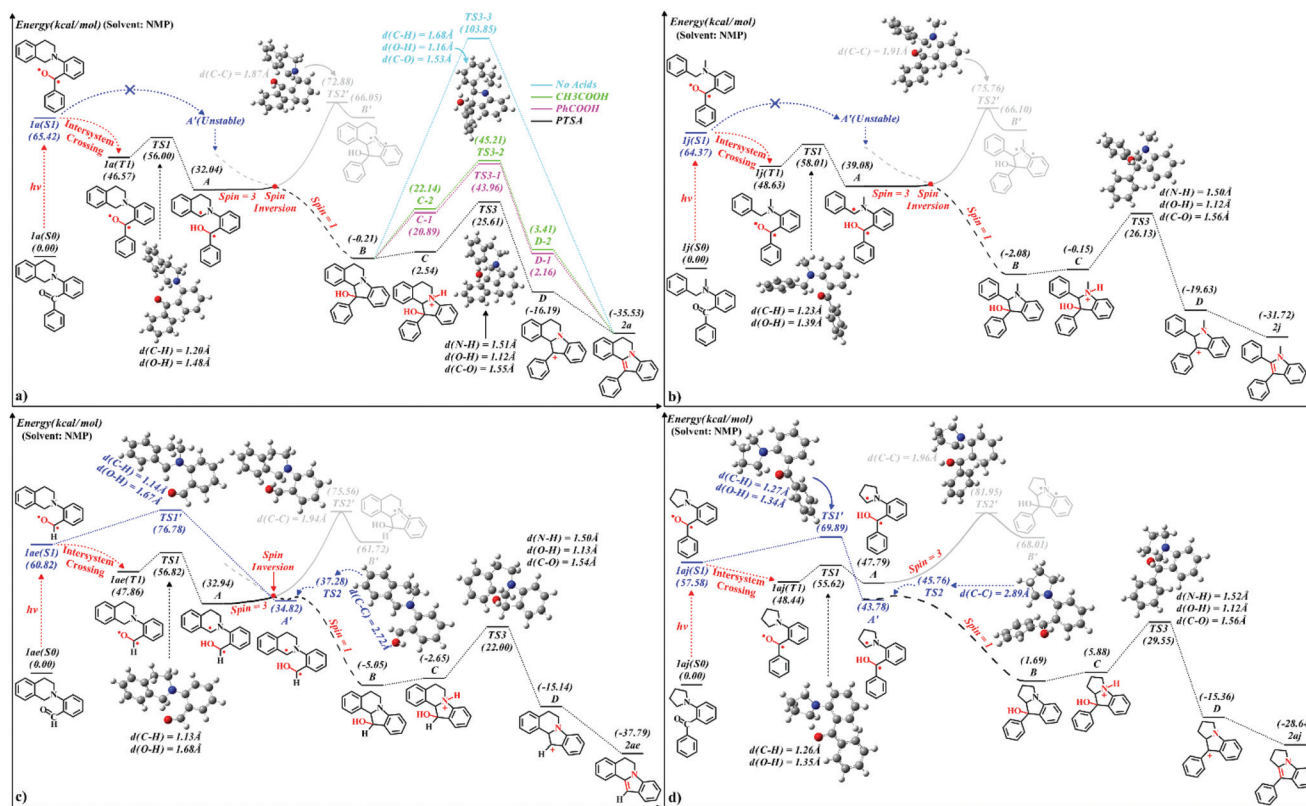 Energy(kcal/mol) (Solvent: NMP)
1a(S1)
(65.42)
Intersystem
Crossing
1a(T1)
(46.57)
hν
1a(S0)
(0.00)
TS1
(56.00)
A'(Unstable)
(32.04)
A
Spin = 3
Spin
Inversion
Spin = 1
d(C-C) = 1.87Å
(72.88)
TS2'
(66.05)
B'
d(C-H) = 1.20Å
d(O-H) = 1.48Å
TS3-3
(103.85)
d(C-H) = 1.68Å
d(O-H) = 1.16Å
d(C-O) = 1.53Å
No Acids
CH3COOH
PhCOOH
PTSA
(45.21)
TS3-2
TS3-1
(43.96)
(22.14)
C-2
C-1
(20.89)
(-0.21)
B
C
(2.54)
TS3
(25.61)
d(N-H) = 1.51Å
d(O-H) = 1.12Å
d(C-O) = 1.55Å
(3.41)
D-2
D-1
(2.16)
D
(-16.19)
(-35.53)
2a
a)
Energy(kcal/mol)
(Solvent: NMP)
1j(S1)
(64.37)
Intersystem
Crossing
1j(T1)
(48.63)
hν
1j(S0)
(0.00)
TS1
(58.01)
A'(Unstable)
(39.08)
A
Spin = 3
Spin
Inversion
Spin = 1
d(C-C) = 1.91Å
(75.76)
TS2'
(66.10)
B'
d(C-H) = 1.23Å
d(O-H) = 1.39Å
(-2.08)
B
(-0.15)
C
TS3
(26.13)
d(N-H) = 1.50Å
d(O-H) = 1.12Å
d(C-O) = 1.56Å
(-19.63)
D
(-31.72)
2j
b)
Energy(kcal/mol)
(Solvent: NMP)
1ae(S1)
(60.82)
Intersystem
Crossing
1ae(T1)
(47.86)
hν
1ae(S0)
(0.00)
d(C-H) = 1.14Å
d(O-H) = 1.67Å
TS1'
(76.78)
TS1
(56.82)
(32.94)
A
Spin = 3
Spin
Inversion
(34.82)
A'
(37.28)
TS2
d(C-C) = 2.72Å
Spin = 1
d(C-C) = 1.94Å
(75.56)
TS2'
(61.72)
B'
d(C-H) = 1.13Å
d(O-H) = 1.68Å
(-5.05)
B
(-2.65)
C
TS3
(22.00)
d(N-H) = 1.50Å
d(O-H) = 1.13Å
d(C-O) = 1.54Å
(-15.14)
D
(-37.79)
2ae
c)
Energy(kcal/mol)
(Solvent: NMP)
1aj(S1)
(57.58)
Intersystem
Crossing
1aj(T1)
(48.44)
hν
1aj(S0)
(0.00)
d(C-H) = 1.27Å
d(O-H) = 1.34Å
TS1'
(69.89)
TS1
(55.62)
(47.79)
A
Spin = 3
(43.78)
A'
(45.76)
TS2
d(C-C) = 2.89Å
Spin = 1
d(C-C) = 1.96Å
(81.95)
TS2'
(68.01)
B'
d(C-H) = 1.26Å
d(O-H) = 1.35Å
(1.69)
B
(5.88)
C
TS3
(29.55)
d(N-H) = 1.52Å
d(O-H) = 1.12Å
d(C-O) = 1.56Å
(-15.36)
D
2aj
d)